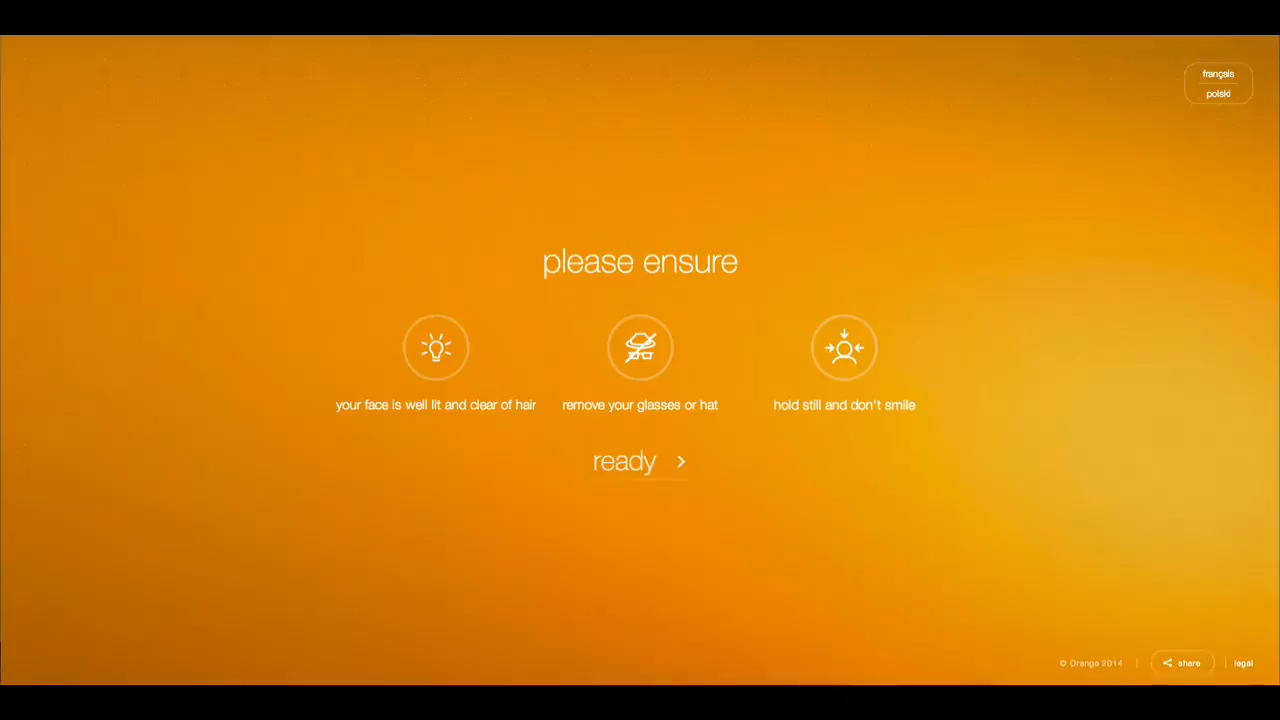 français
polski
please ensure
your face is well lit and clear of hair
remove your glasses or hat
hold still and don't smile
ready
© Orange 2014
share
legal